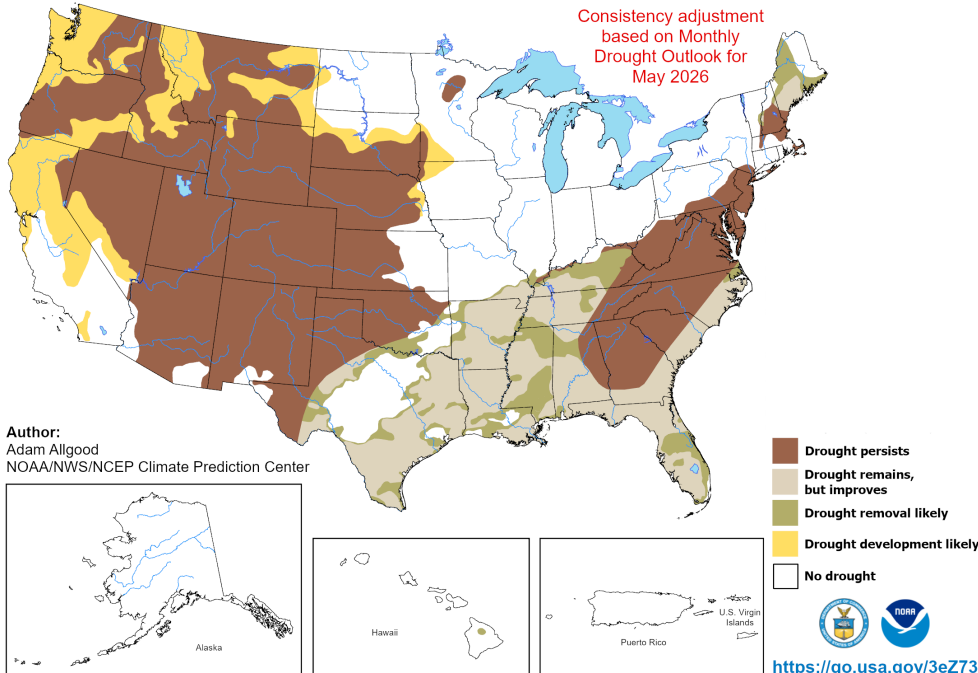 Consistency adjustment
based on Monthly
Drought Outlook for
May 2026
Author:
Adam Allgood
NOAA/NWS/NCEP Climate Prediction Center
Drought persists
Drought remains,
but improves
Drought removal likely
Drought development likely
No drought
Alaska
Hawaii
Puerto Rico
U.S. Virgin
Islands
NOAA
https://go.usa.gov/3eZ73